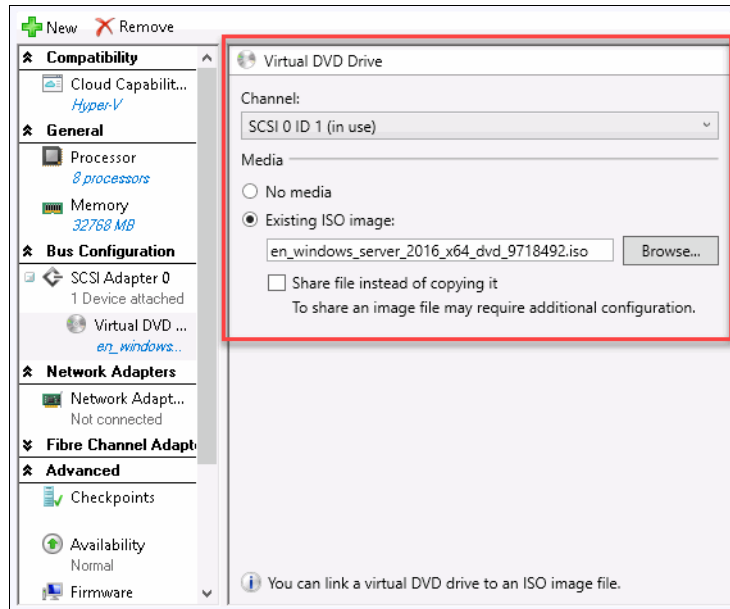 New Remove
Compatibility
Cloud Capabilit...
Hyper-V
General
Processor
8 processors
Memory
32768 MB
Bus Configuration
SCSI Adapter 0
1 Device attached
Virtual DVD ...
en_windows...
Network Adapters
Network Adapt...
Not connected
Fibre Channel Adapt
Advanced
Checkpoints
Availability
Normal
Firmware
Virtual DVD Drive
Channel:
SCSI 0 ID 1 (in use)
Media
No media
Existing ISO image:
en_windows_server_2016_x64_dvd_9718492.iso Browse...
Share file instead of copying it
To share an image file may require additional configuration.
You can link a virtual DVD drive to an ISO image file.